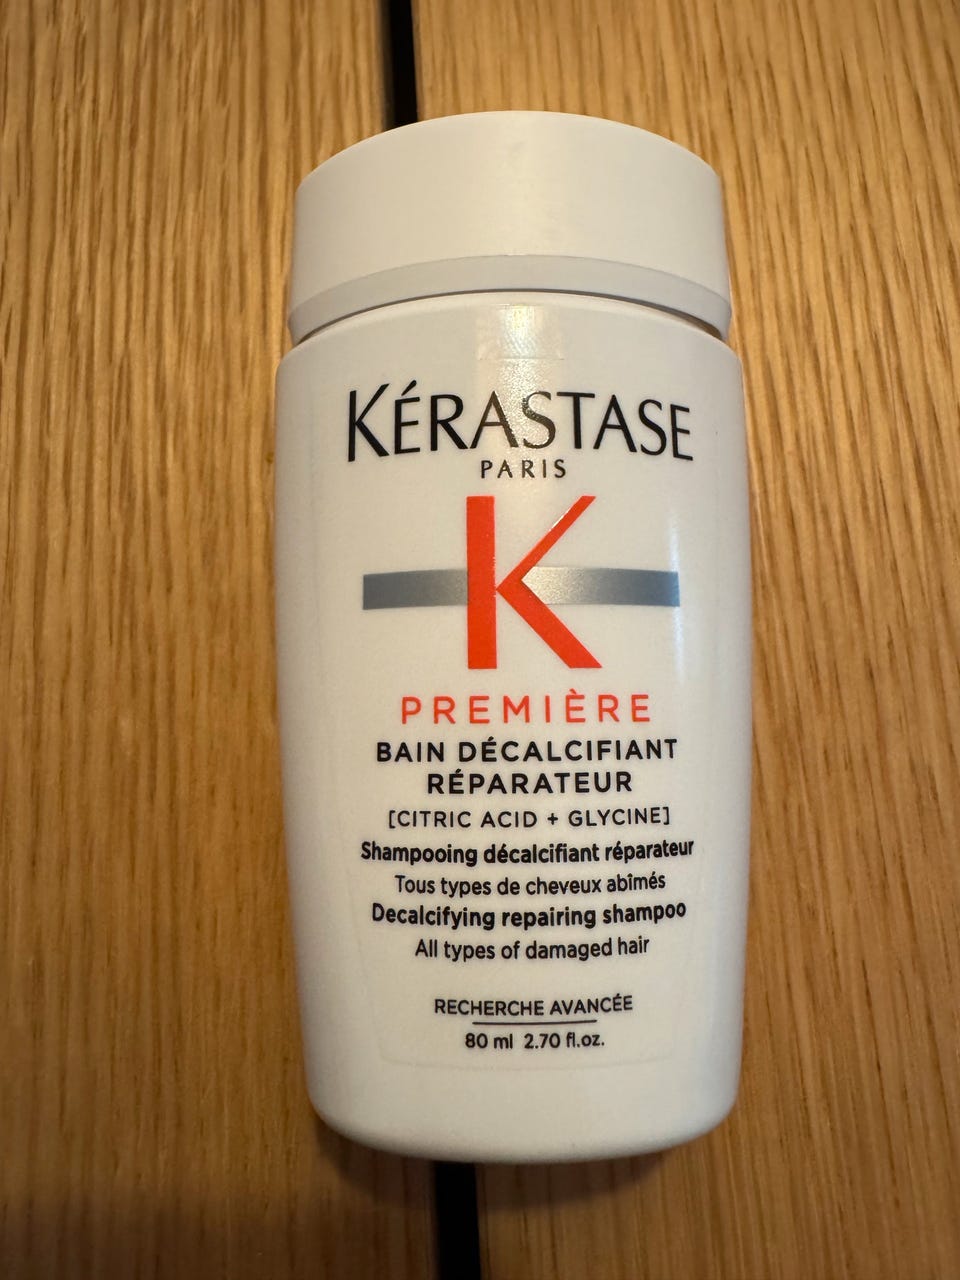 KÉRASTASE
PARIS
K
PREMIÈRE
BAIN DÉCALCIFIANT
RÉPARATEUR
[CITRIC ACID + GLYCINE]
Shampooing décalcifiant réparateur
Tous types de cheveux abîmés
Decalcifying repairing shampoo
All types of damaged hair
RECHERCHE AVANCÉE
80 ml 2.70 fl.oz.